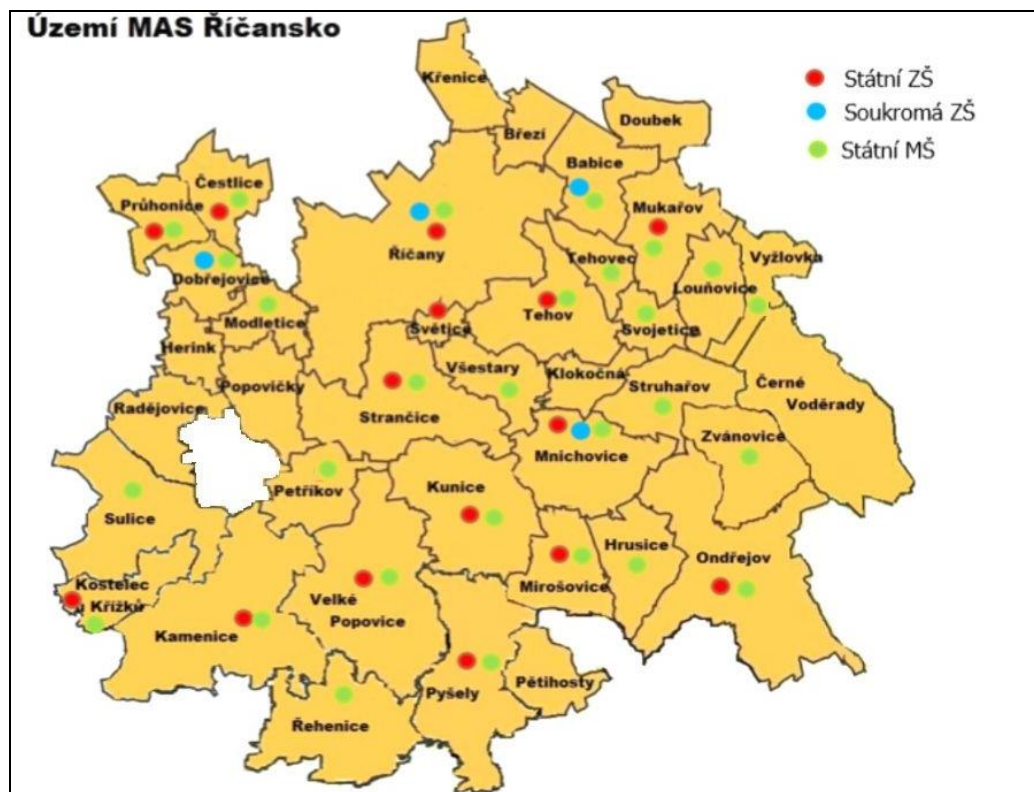 Území MAS Říčansko
Křenice
Státní ZŠ
Soukromá ZŠ
Státní MŠ
Doubek
Březí
Babice
Čestlice
Průhonice
Mukařov
Říčany
Tehovec
Vyžlovka
Dobřejovice
Louňovice
Modletice
Světice
Tehov
Svojetice
Herink
Popovičky
Všestary
Klokočná
Struhařov
Černé
Voděrady
Radějovice
Strančice
Zvánovice
Mnichovice
Petříkov
Kunice
Sulice
Hrusice
Ondřejov
Kostelec
u Křížků
Mirošovice
Velké
Popovice
Kamenice
Pyšely
Pětihosty
Řehenice